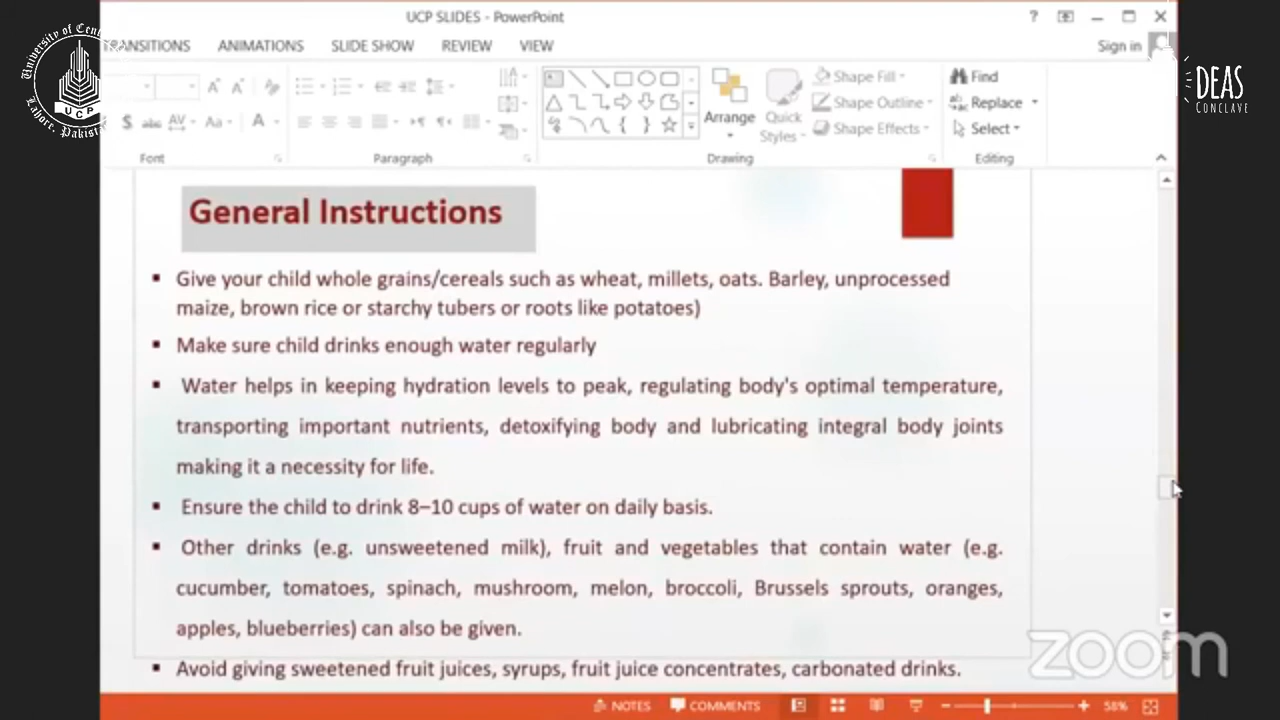 UCP SLIDES - PowerPoint
TRANSITIONS ANIMATIONS SLIDE SHOW REVIEW VIEW Sign in
University of Cent
UCP
Lahore, Pakistan
DEAS
CONCLAVE
Shape Fill
Shape Outline
Shape Effects
Arrange
Quick Styles
Find
Replace
Select
Font Paragraph Drawing Editing
General Instructions
▪ Give your child whole grains/cereals such as wheat, millets, oats. Barley, unprocessed
maize, brown rice or starchy tubers or roots like potatoes)
▪ Make sure child drinks enough water regularly
▪ Water helps in keeping hydration levels to peak, regulating body's optimal temperature,
transporting important nutrients, detoxifying body and lubricating integral body joints
making it a necessity for life.
▪ Ensure the child to drink 8–10 cups of water on daily basis.
▪ Other drinks (e.g. unsweetened milk), fruit and vegetables that contain water (e.g.
cucumber, tomatoes, spinach, mushroom, melon, broccoli, Brussels sprouts, oranges,
apples, blueberries) can also be given.
▪ Avoid giving sweetened fruit juices, syrups, fruit juice concentrates, carbonated drinks.
zoom
NOTES COMMENTS 58%